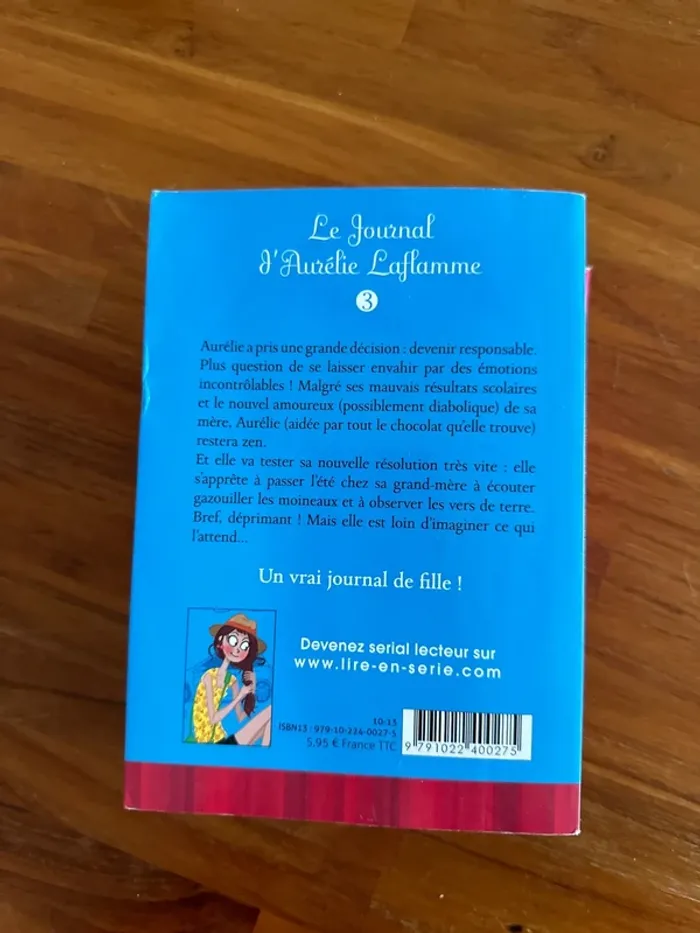 Le Journal
d'Aurélie Laflamme
3
Aurélie a pris une grande décision : devenir responsable.
Plus question de se laisser envahir par des émotions
incontrôlables ! Malgré ses mauvais résultats scolaires
et le nouvel amoureux (possiblement diabolique) de sa
mère, Aurélie (aidée par tout le chocolat qu'elle trouve)
restera zen.
Et elle va tester sa nouvelle résolution très vite : elle
s'apprête à passer l'été chez sa grand-mère à écouter
gazouiller les moineaux et à observer les vers de terre.
Bref, déprimant ! Mais elle est loin d'imaginer ce qui
l'attend...
Un vrai journal de fille !
Devenez serial lecteur sur
www.lire-en-serie.com
10-13
ISBN13 : 979-10-224-0027-5
5,95 € France TTC
9 791022 400275